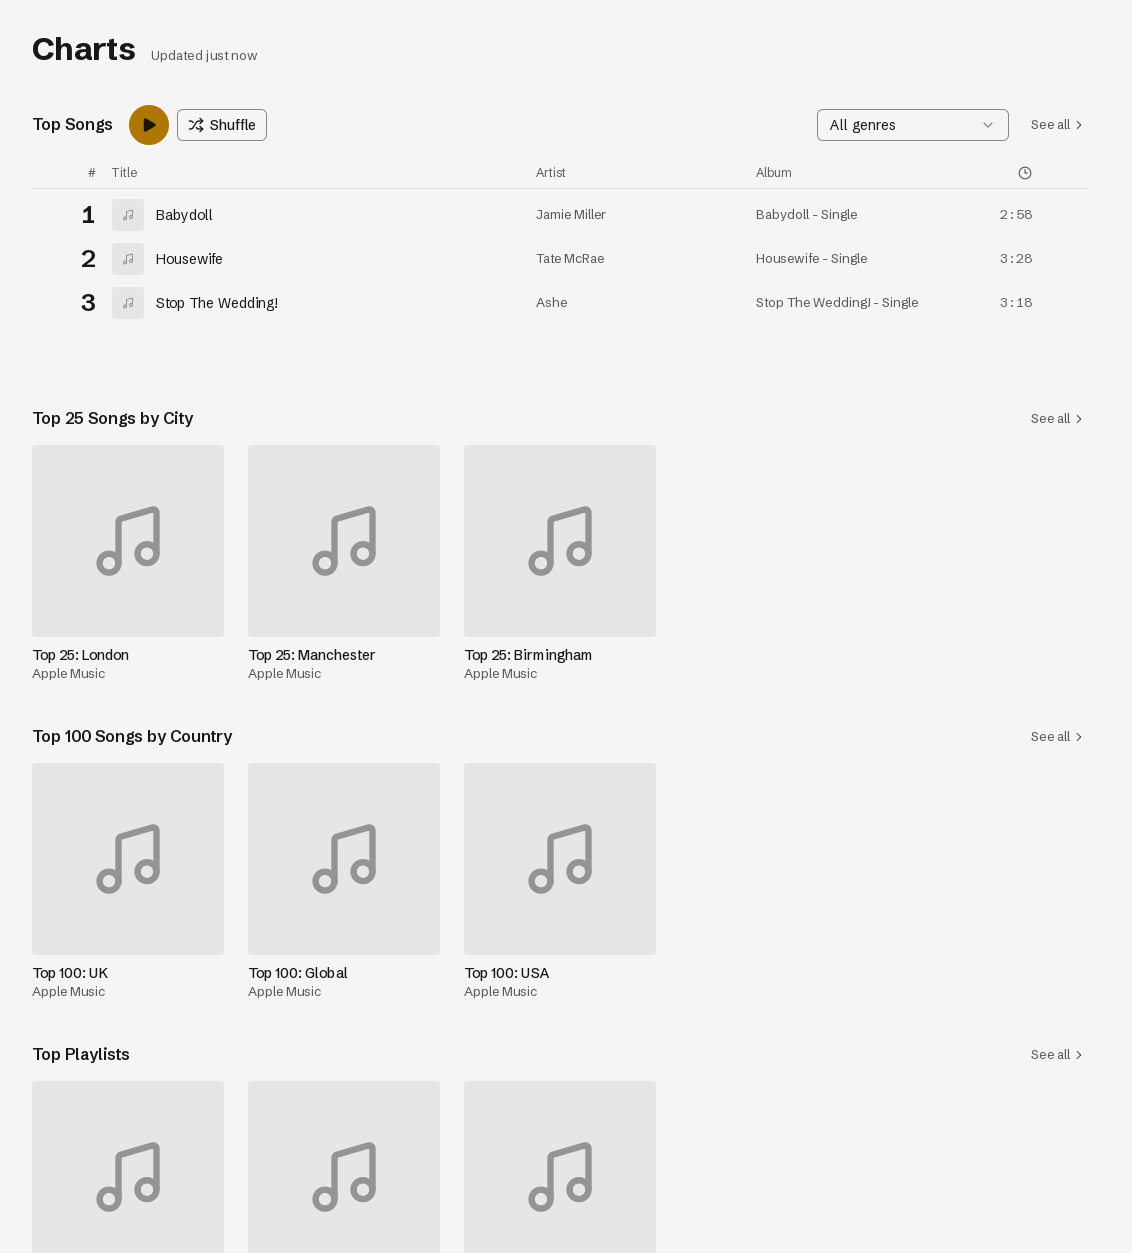 Charts Updated just now
Top Songs Shuffle All genres See all
# Title Artist Album
1 Babydoll Jamie Miller Babydoll - Single 2:58
2 Housewife Tate McRae Housewife - Single 3:28
3 Stop The Wedding! Ashe Stop The Wedding! - Single 3:18
Top 25 Songs by City See all
Top 25: London Top 25: Manchester Top 25: Birmingham
Apple Music Apple Music Apple Music
Top 100 Songs by Country See all
Top 100: UK Top 100: Global Top 100: USA
Apple Music Apple Music Apple Music
Top Playlists See all